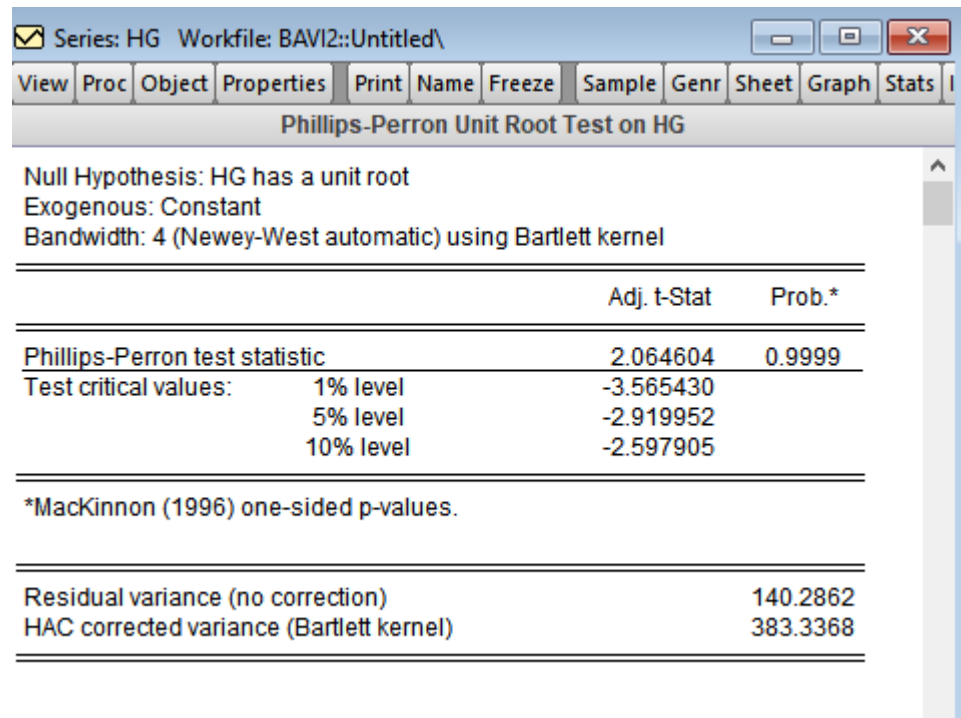 Series: HG Workfile: BAVI2::Untitled\
View Proc Object Properties Print Name Freeze Sample Genr Sheet Graph Stats
Phillips-Perron Unit Root Test on HG
Null Hypothesis: HG has a unit root
Exogenous: Constant
Bandwidth: 4 (Newey-West automatic) using Bartlett kernel
Adj. t-Stat Prob.*
Phillips-Perron test statistic 2.064604 0.9999
Test critical values: 1% level -3.565430
5% level -2.919952
10% level -2.597905
*MacKinnon (1996) one-sided p-values.
Residual variance (no correction) 140.2862
HAC corrected variance (Bartlett kernel) 383.3368